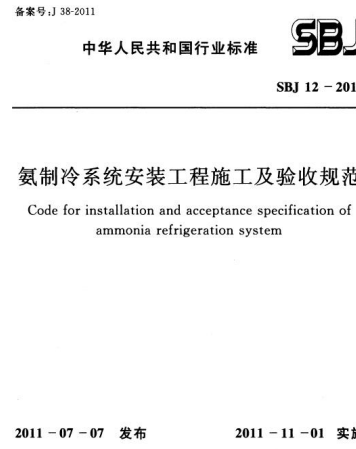 备案号:J 38-2011
SBJ
中华人民共和国行业标准
SBJ 12 - 201
氨制冷系统安装工程施工及验收规范
Code for installation and acceptance specification of
ammonia refrigeration system
2011 - 07 - 07 发布 2011 - 11 - 01 实施